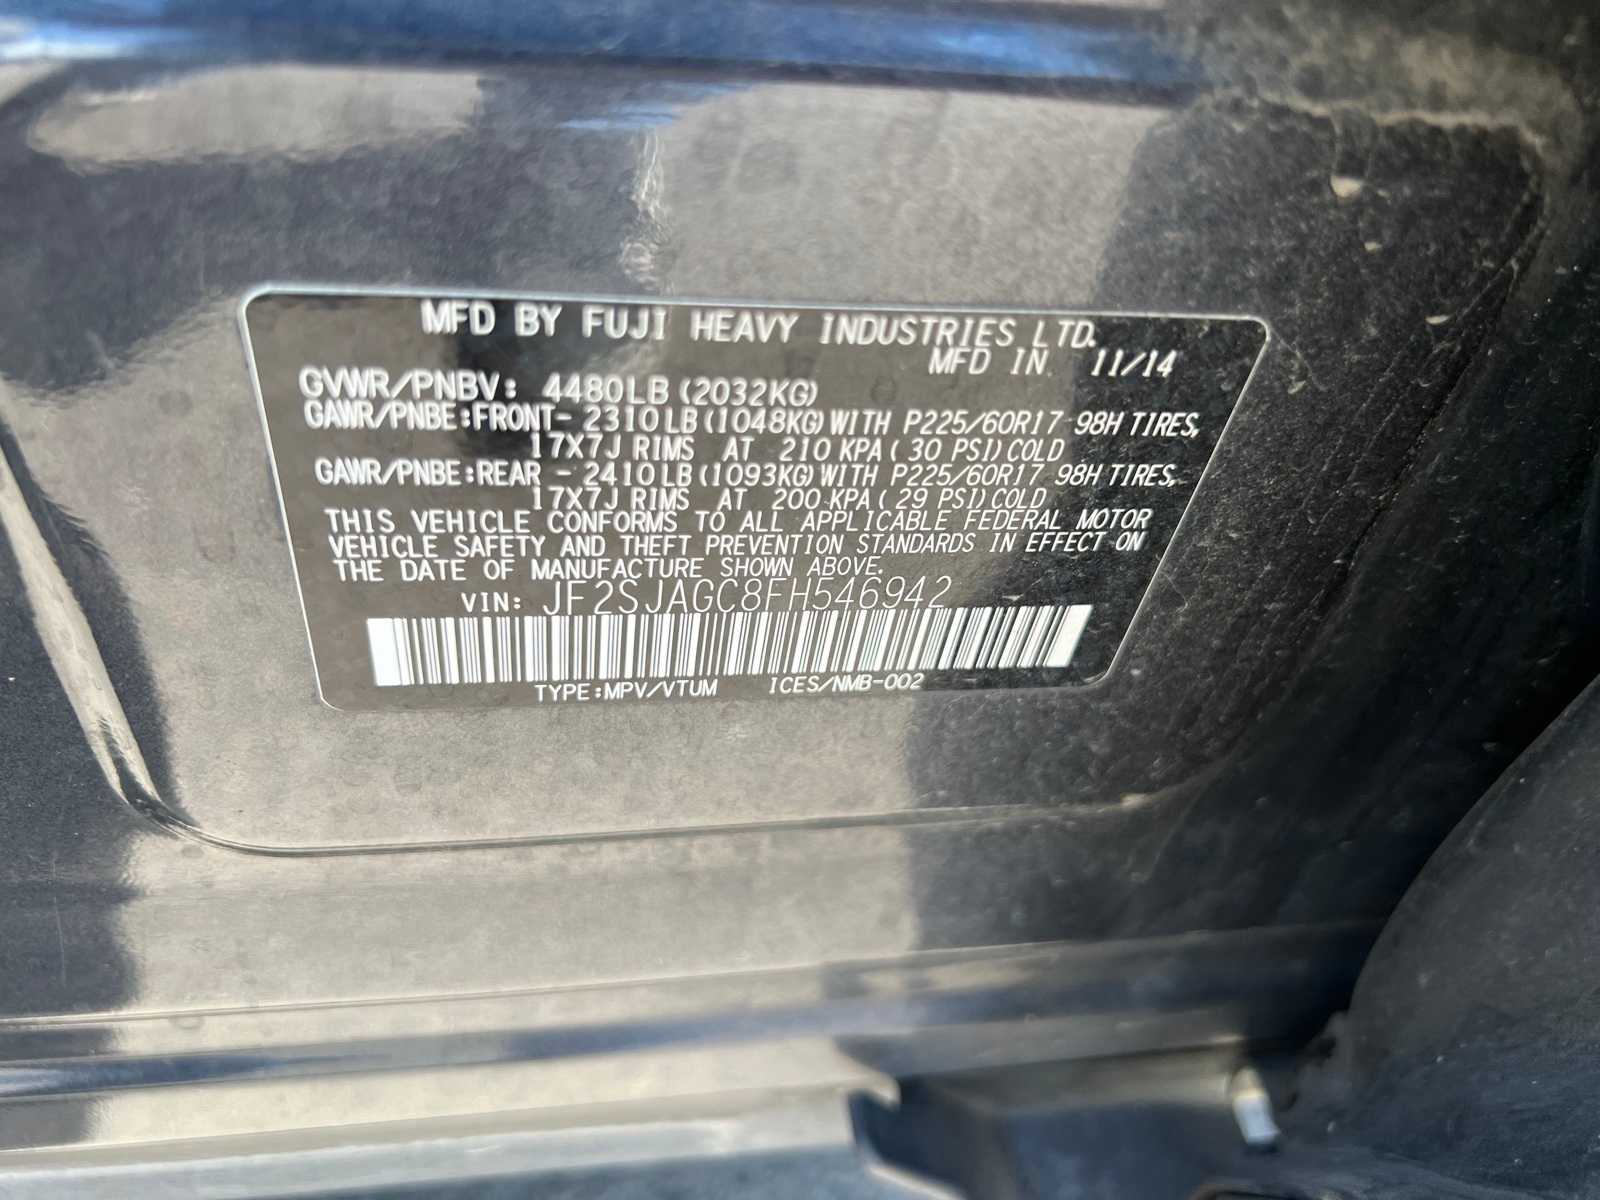 MFD BY FUJI HEAVY INDUSTRIES LTD.
MFD IN 11/14
GVWR/PNBV: 4480LB (2032KG)
GAWR/PNBE:FRONT- 2310LB (1048KG) WITH P225/60R17 98H TIRES,
17X7J RIMS AT 210 KPA ( 30 PSI) COLD
GAWR/PNBE:REAR - 2410LB (1093KG) WITH P225/60R17 98H TIRES,
17X7J RIMS AT 200 KPA ( 29 PSI) COLD
THIS VEHICLE CONFORMS TO ALL APPLICABLE FEDERAL MOTOR
VEHICLE SAFETY AND THEFT PREVENTION STANDARDS IN EFFECT ON
THE DATE OF MANUFACTURE SHOWN ABOVE.
VIN: JF2SJAGC8FH546942
TYPE:MPV/VTUM ICES/NMB-002